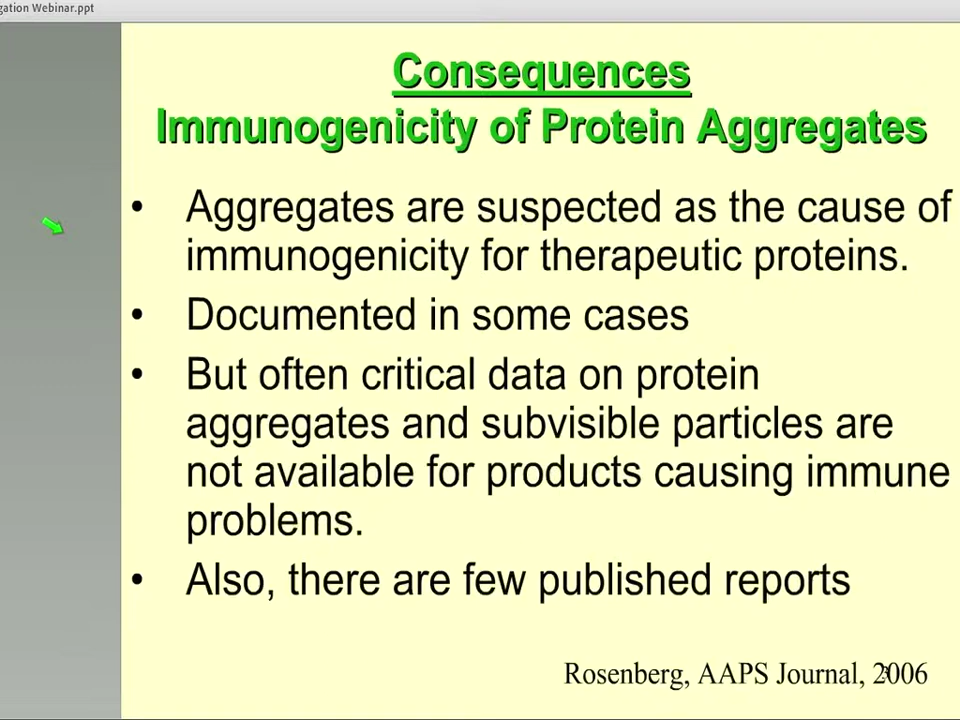 gation Webinar.ppt
Consequences
Immunogenicity of Protein Aggregates
• Aggregates are suspected as the cause of
immunogenicity for therapeutic proteins.
• Documented in some cases
• But often critical data on protein
aggregates and subvisible particles are
not available for products causing immune
problems.
• Also, there are few published reports
Rosenberg, AAPS Journal, 2006